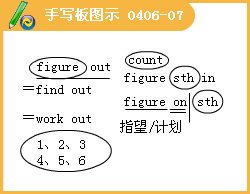 手写板图示 0406-07
figure out
=find out
=work out
1、2、3
4、5、6
count
figure sth in
figure on sth
指望/计划